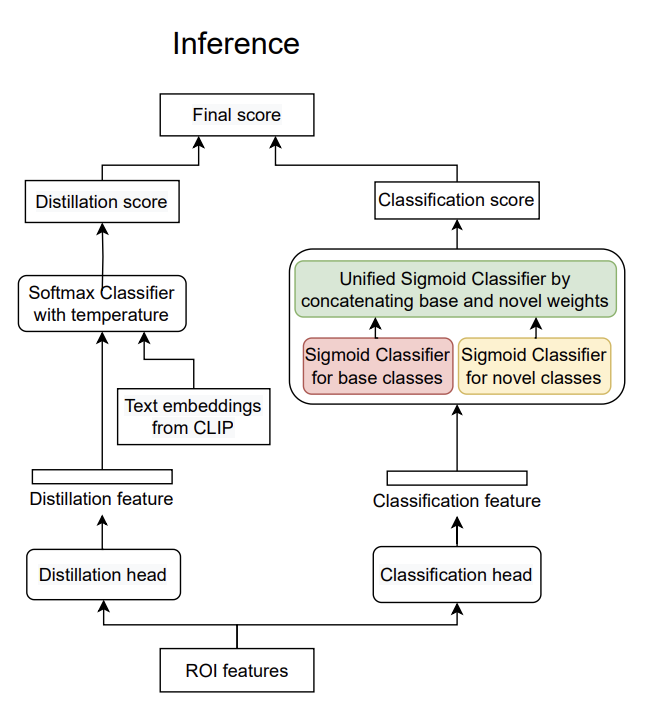 Inference
Final score
Distillation score
Classification score
Unified Sigmoid Classifier by
concatenating base and novel weights
Softmax Classifier
with temperature
Sigmoid Classifier
for base classes
Sigmoid Classifier
for novel classes
Text embeddings
from CLIP
Distillation feature
Classification feature
Distillation head
Classification head
ROI features